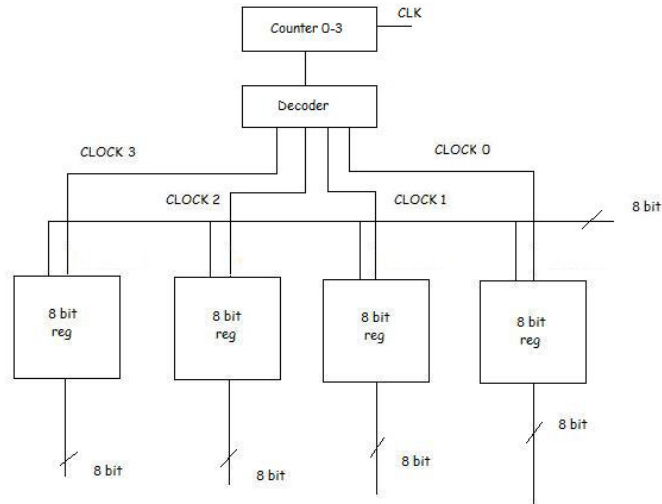 Counter 0-3
CLK
Decoder
CLOCK 3
CLOCK 0
CLOCK 2
CLOCK 1
8 bit
8 bit
reg
8 bit
reg
8 bit
reg
8 bit
reg
8 bit
8 bit
8 bit
8 bit